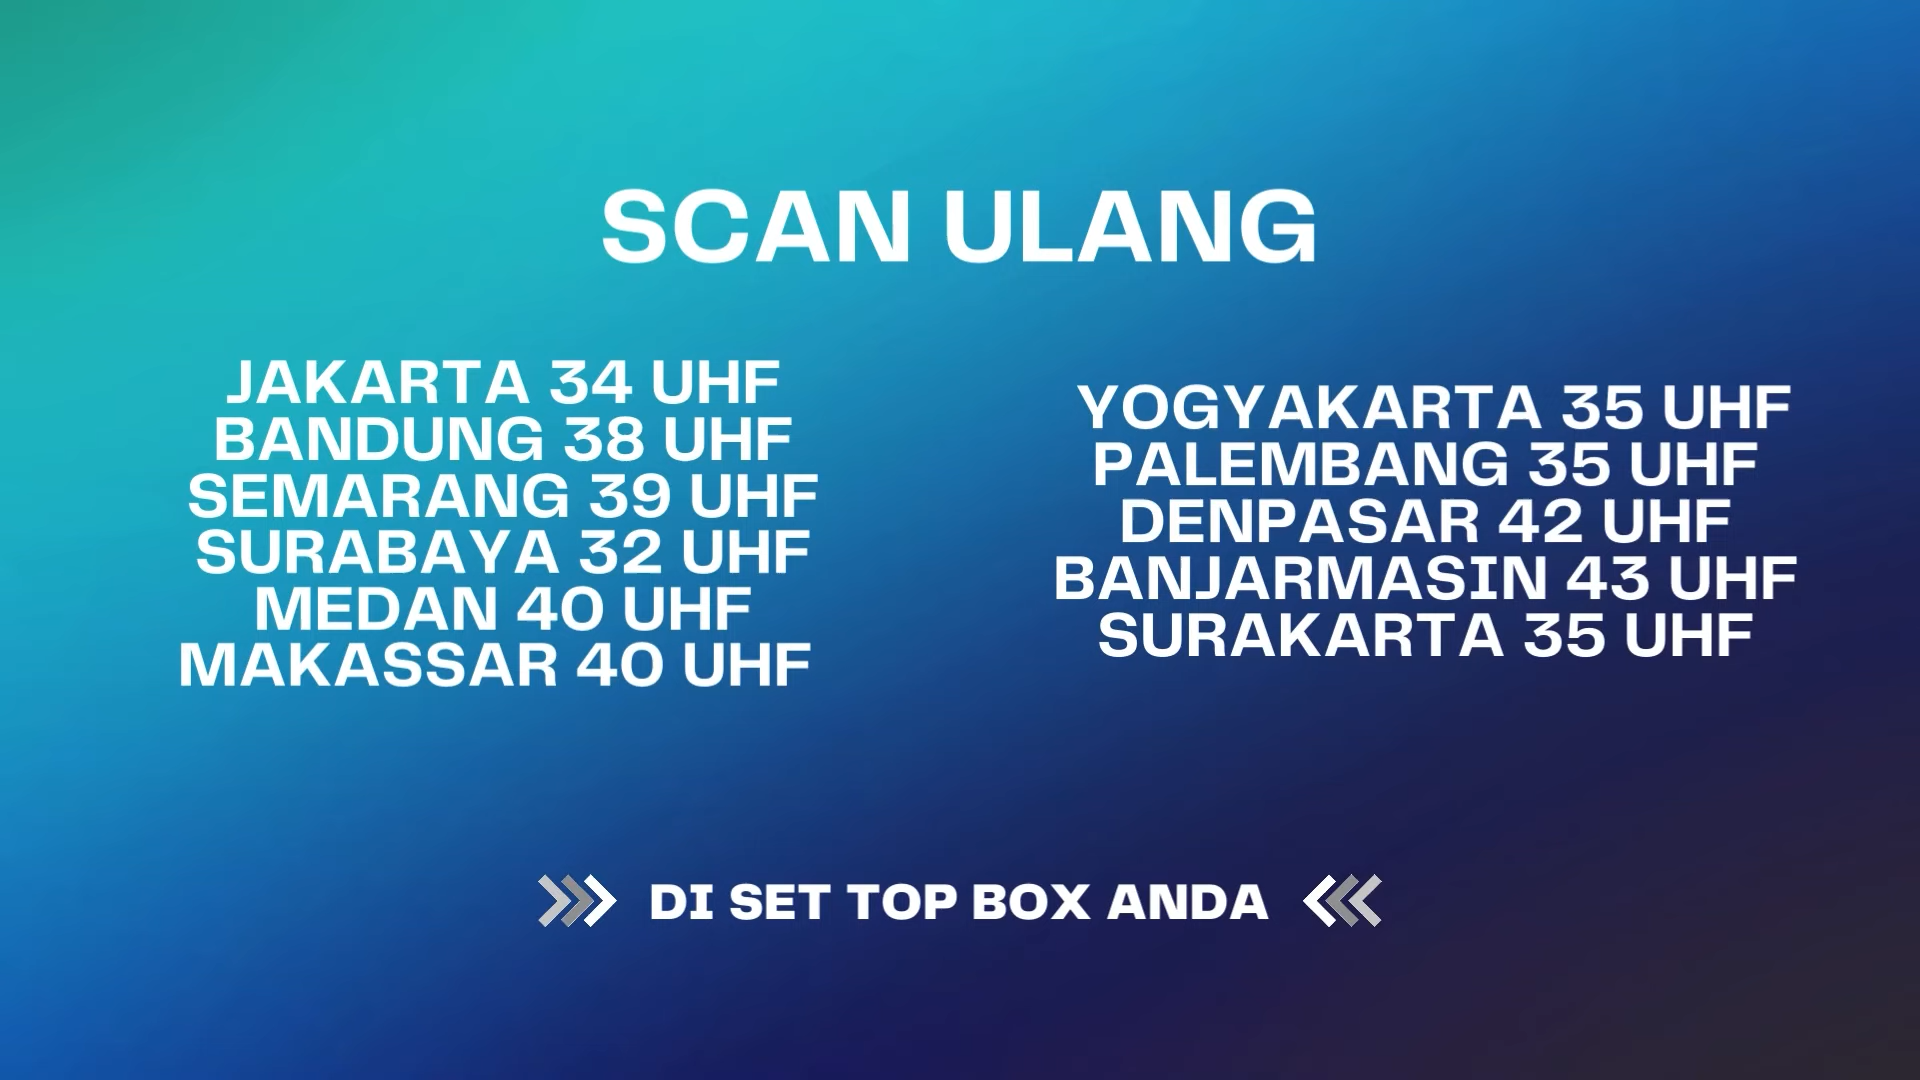 SCAN ULANG
JAKARTA 34 UHF
BANDUNG 38 UHF
SEMARANG 39 UHF
SURABAYA 32 UHF
MEDAN 40 UHF
MAKASSAR 40 UHF
YOGYAKARTA 35 UHF
PALEMBANG 35 UHF
DENPASAR 42 UHF
BANJARMASIN 43 UHF
SURAKARTA 35 UHF
DI SET TOP BOX ANDA